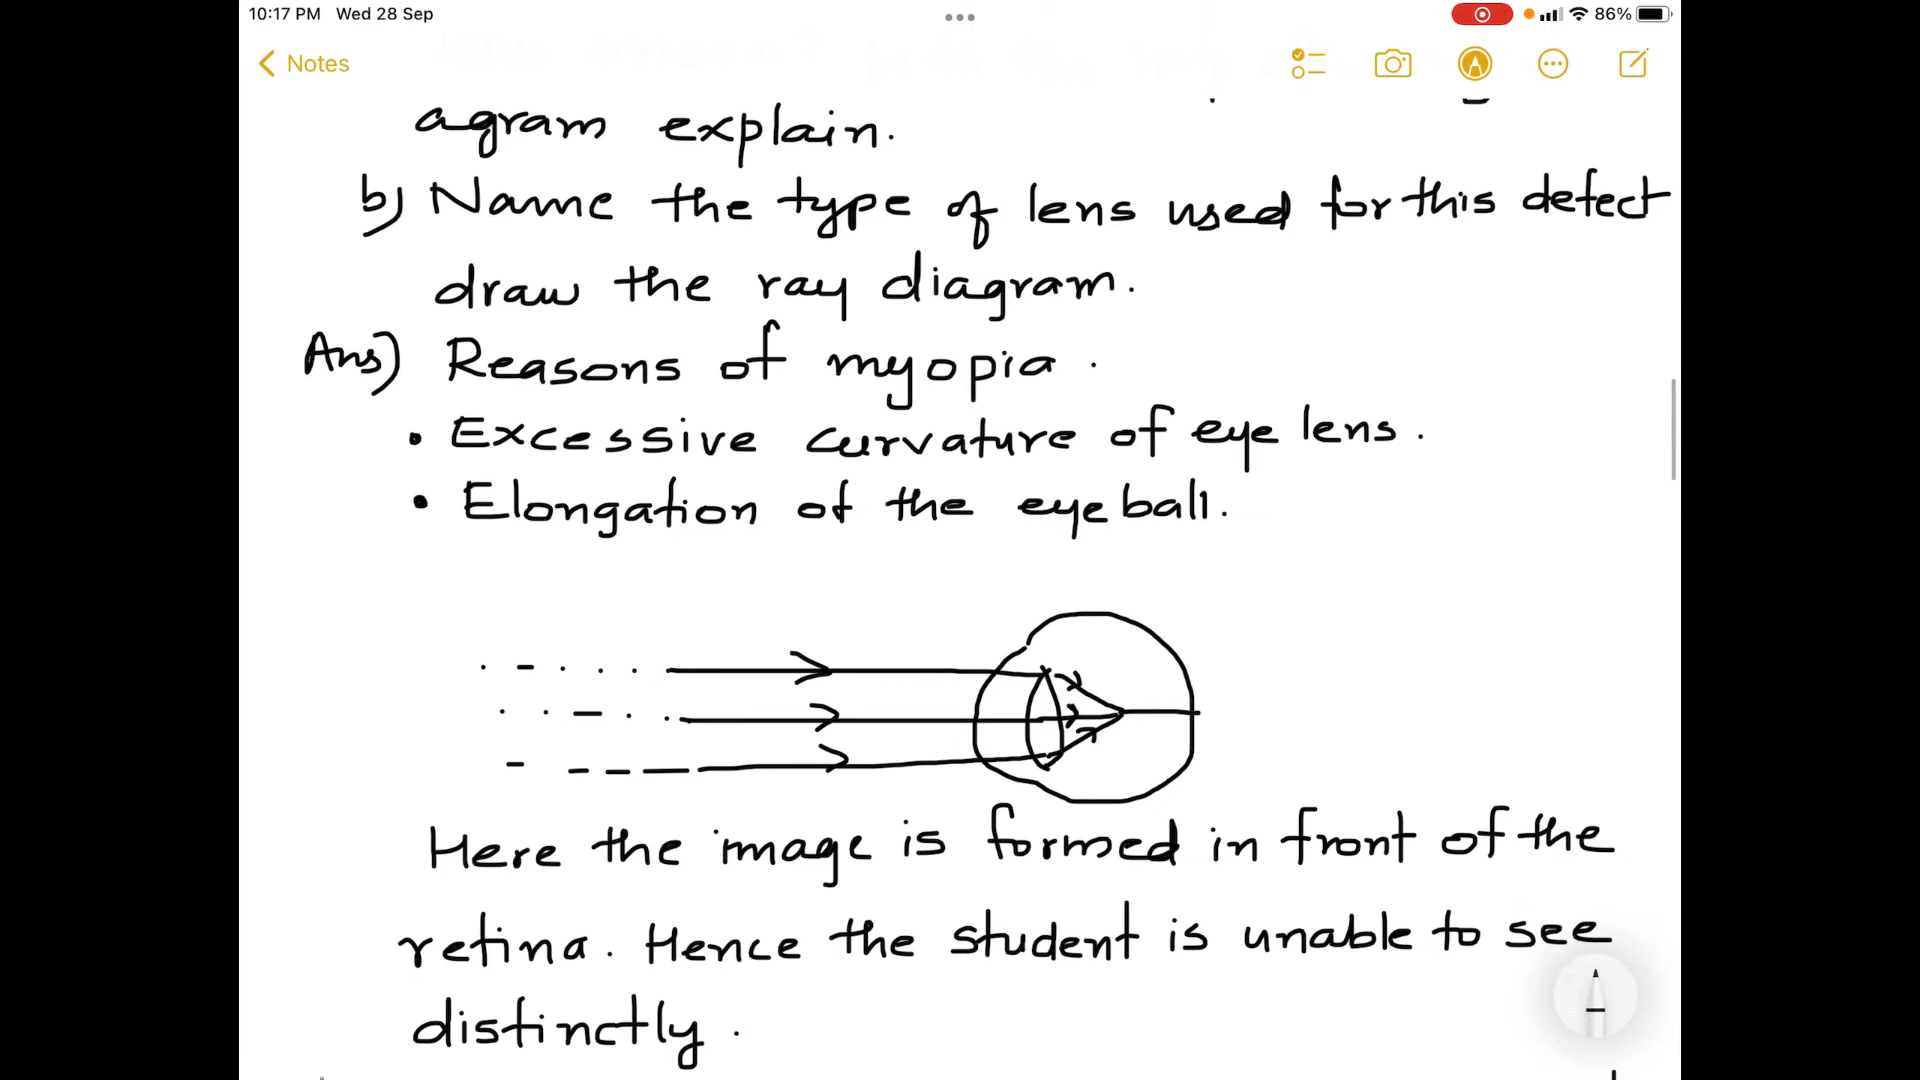 10:17 PM Wed 28 Sep
86%
Notes
agram explain.
b) Name the type of lens used for this defect
draw the ray diagram.
Ans) Reasons of myopia.
• Excessive curvature of eye lens.
• Elongation of the eyeball.
Here the image is formed in front of the
retina. Hence the student is unable to see
distinctly.